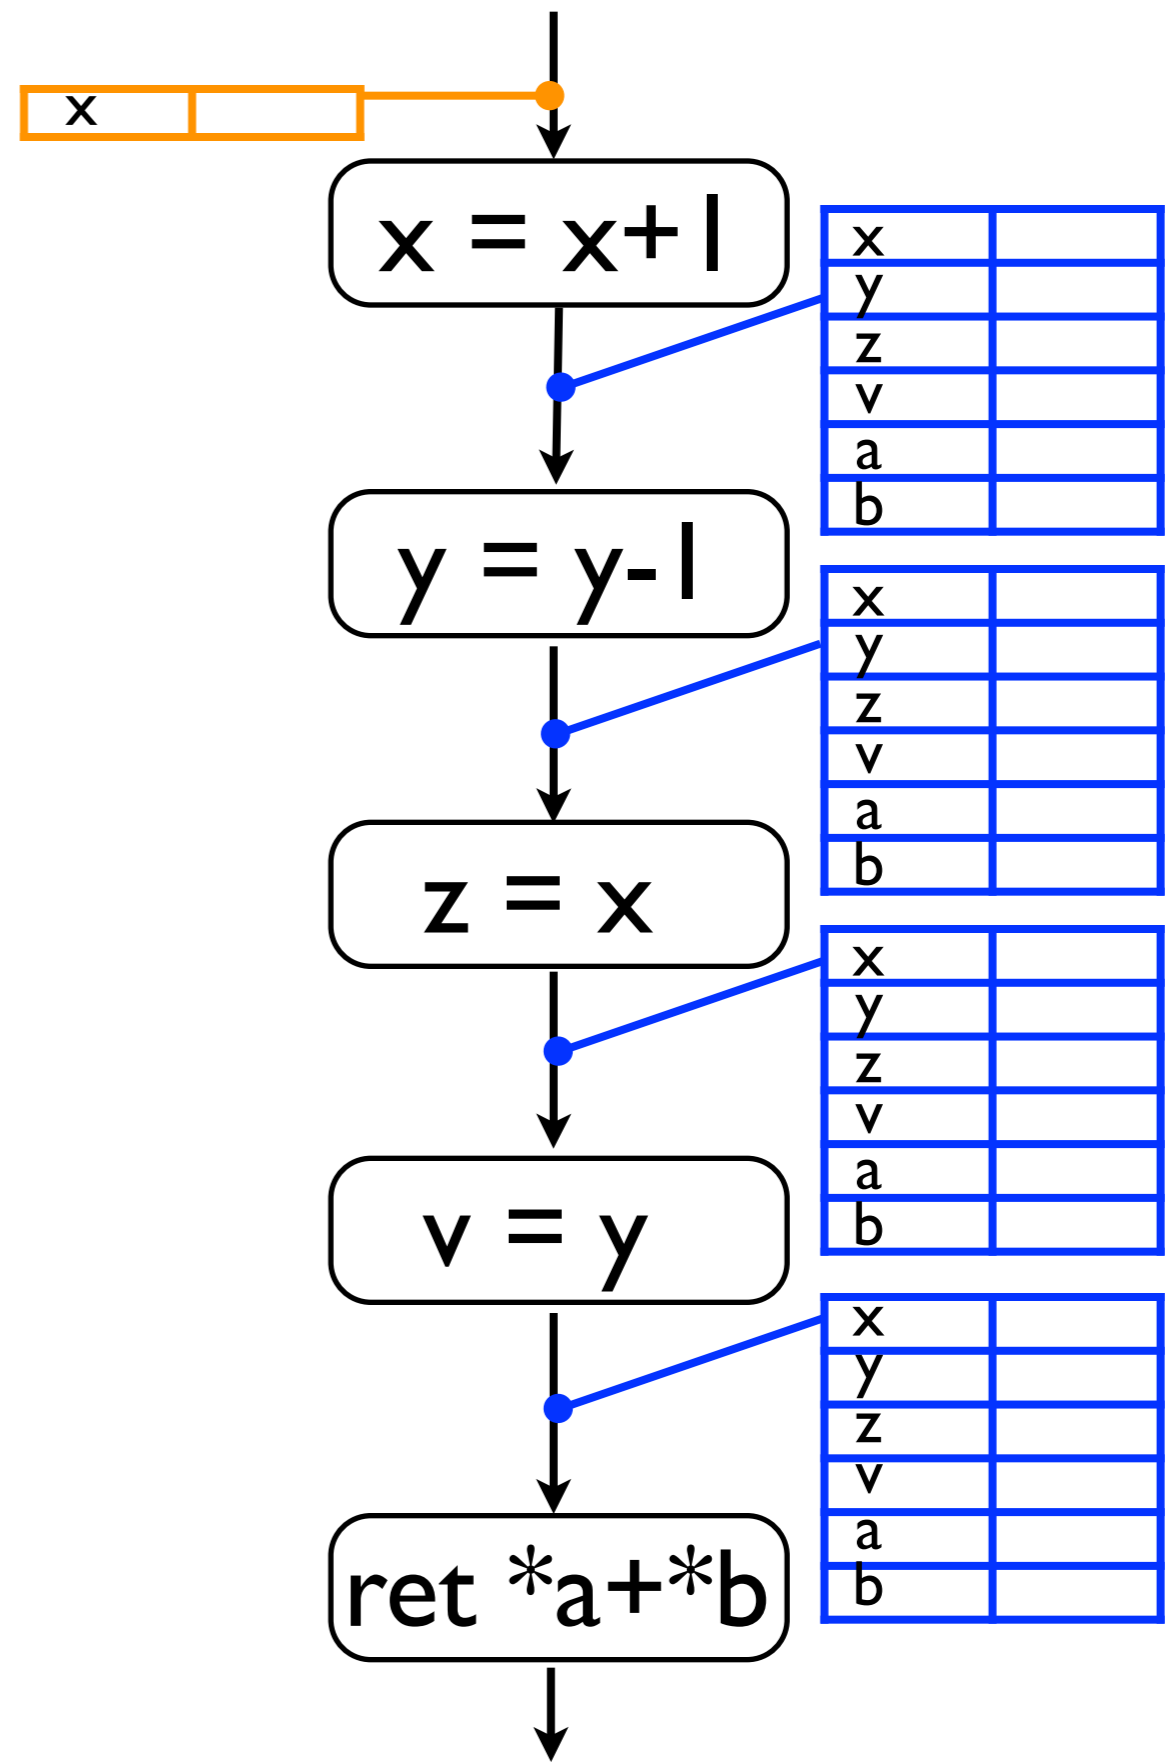 x
x = x+1
x
y
z
v
a
b
y = y-1
x
y
z
v
a
b
z = x
x
y
z
v
a
b
v = y
x
y
z
v
a
b
ret *a+*b